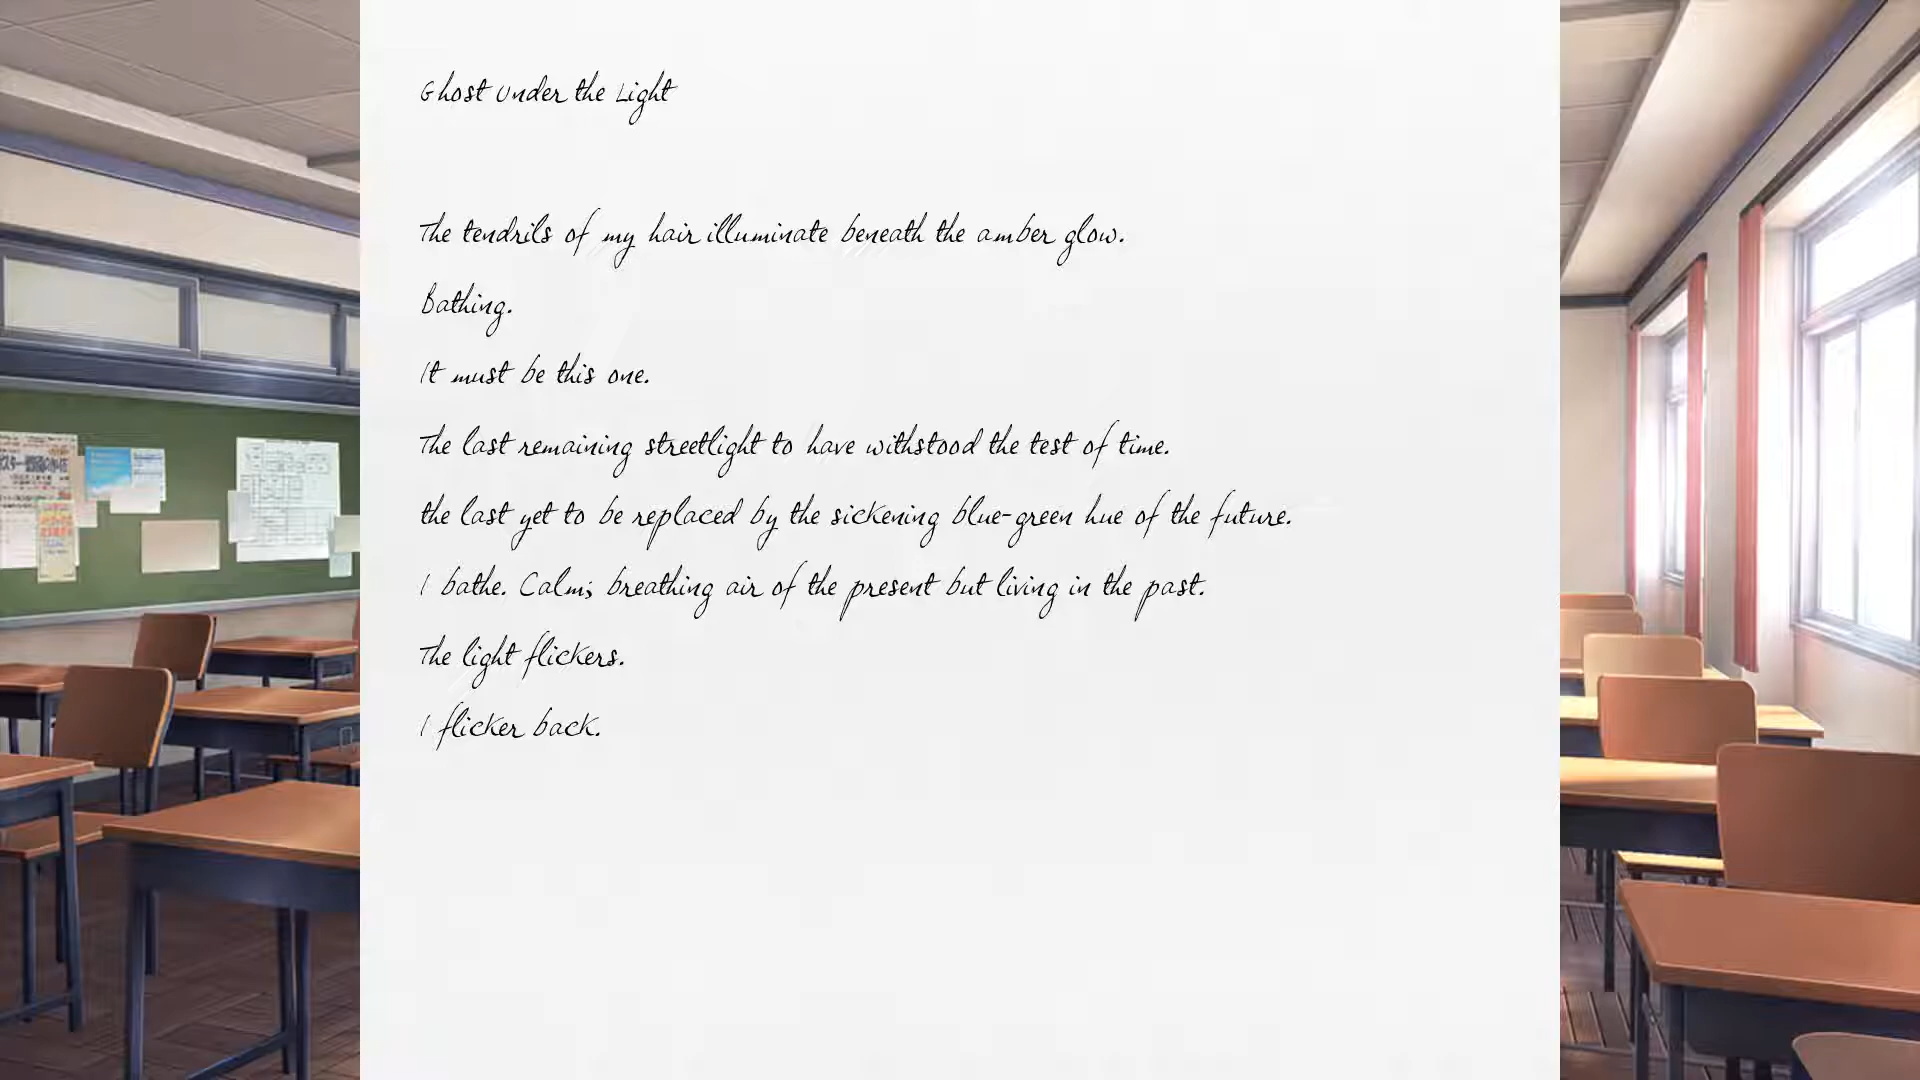 Ghost Under the Light
The tendrils of my hair illuminate beneath the amber glow.
Bathing.
It must be this one.
The last remaining streetlight to have withstood the test of time.
the last yet to be replaced by the sickening blue-green hue of the future.
I bathe. Calm; breathing air of the present but living in the past.
The light flickers.
I flicker back.